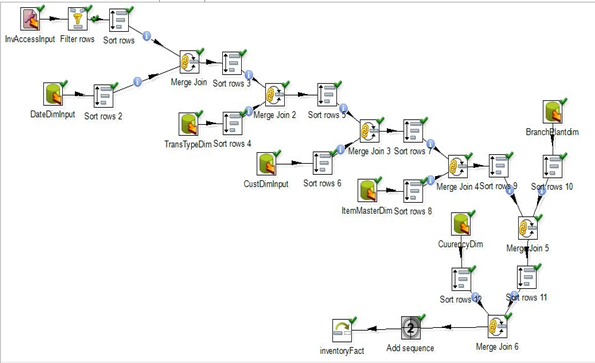 InvAccessInput Filter rows Sort rows
Merge Join Sort rows 3
DateDimInput Sort rows 2
Merge Join 2 Sort rows 5
TransTypeDim Sort rows 4
BranchPlantdim
Merge Join 3 Sort rows 7
CustDimInput Sort rows 6
Merge Join 4 Sort rows 9 Sort rows 10
ItemMasterDim Sort rows 8
CuurencyDim Merge Join 5
Sort rows 12 Sort rows 11
2
inventoryFact Add sequence Merge Join 6